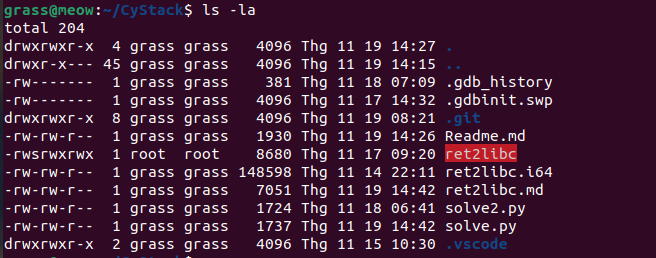 grass@meow:~/CyStack$ ls -la
total 204
drwxrwxr-x  4 grass grass   4096 Thg 11 19 14:27 .
drwxr-x--- 45 grass grass   4096 Thg 11 19 14:15 ..
-rw-------  1 grass grass    381 Thg 11 18 07:09 .gdb_history
-rw-------  1 grass grass   4096 Thg 11 17 14:32 .gdbinit.swp
drwxrwxr-x  8 grass grass   4096 Thg 11 19 08:21 .git
-rw-rw-r--  1 grass grass   1930 Thg 11 19 14:26 Readme.md
-rwsrwxrwx  1 root  root    8680 Thg 11 17 09:20 ret2libc
-rw-rw-r--  1 grass grass 148598 Thg 11 14 22:11 ret2libc.i64
-rw-rw-r--  1 grass grass   7051 Thg 11 19 14:42 ret2libc.md
-rw-rw-r--  1 grass grass   1724 Thg 11 18 06:41 solve2.py
-rw-rw-r--  1 grass grass   1737 Thg 11 19 14:42 solve.py
drwxrwxr-x  2 grass grass   4096 Thg 11 15 10:30 .vscode